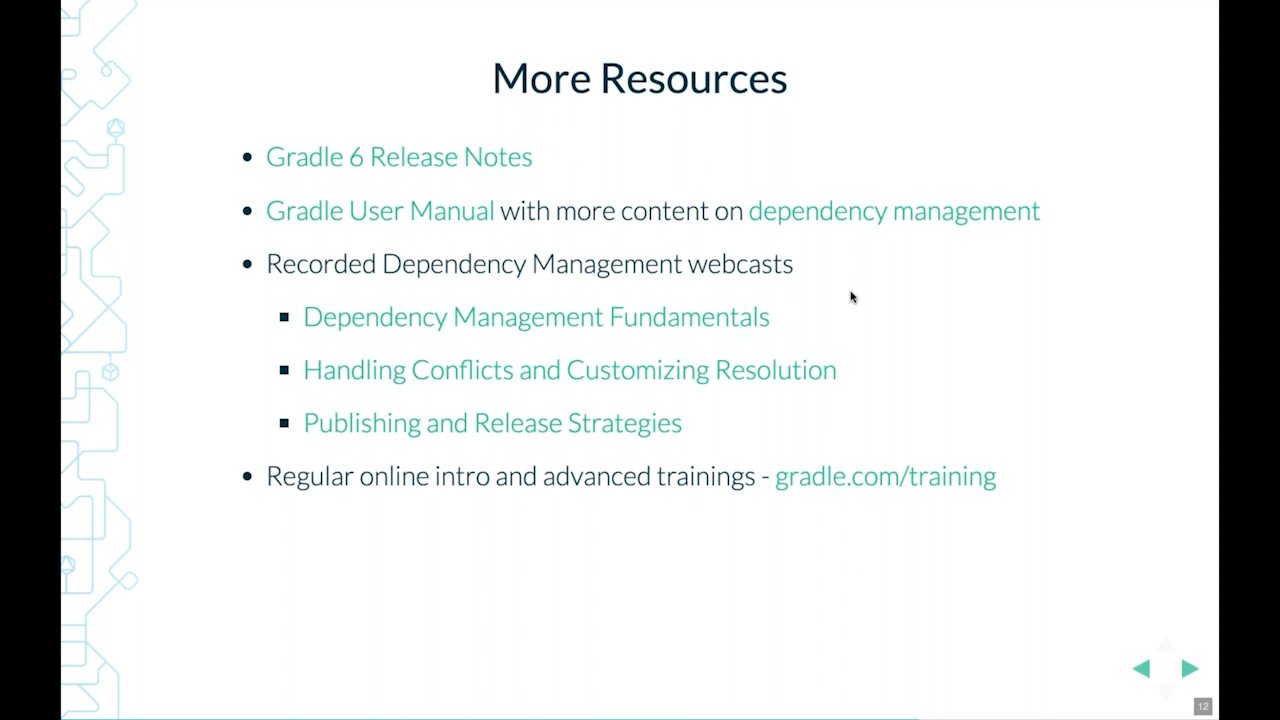 More Resources
Gradle 6 Release Notes
Gradle User Manual with more content on dependency management
Recorded Dependency Management webcasts
Dependency Management Fundamentals
Handling Conflicts and Customizing Resolution
Publishing and Release Strategies
Regular online intro and advanced trainings - gradle.com/training
12